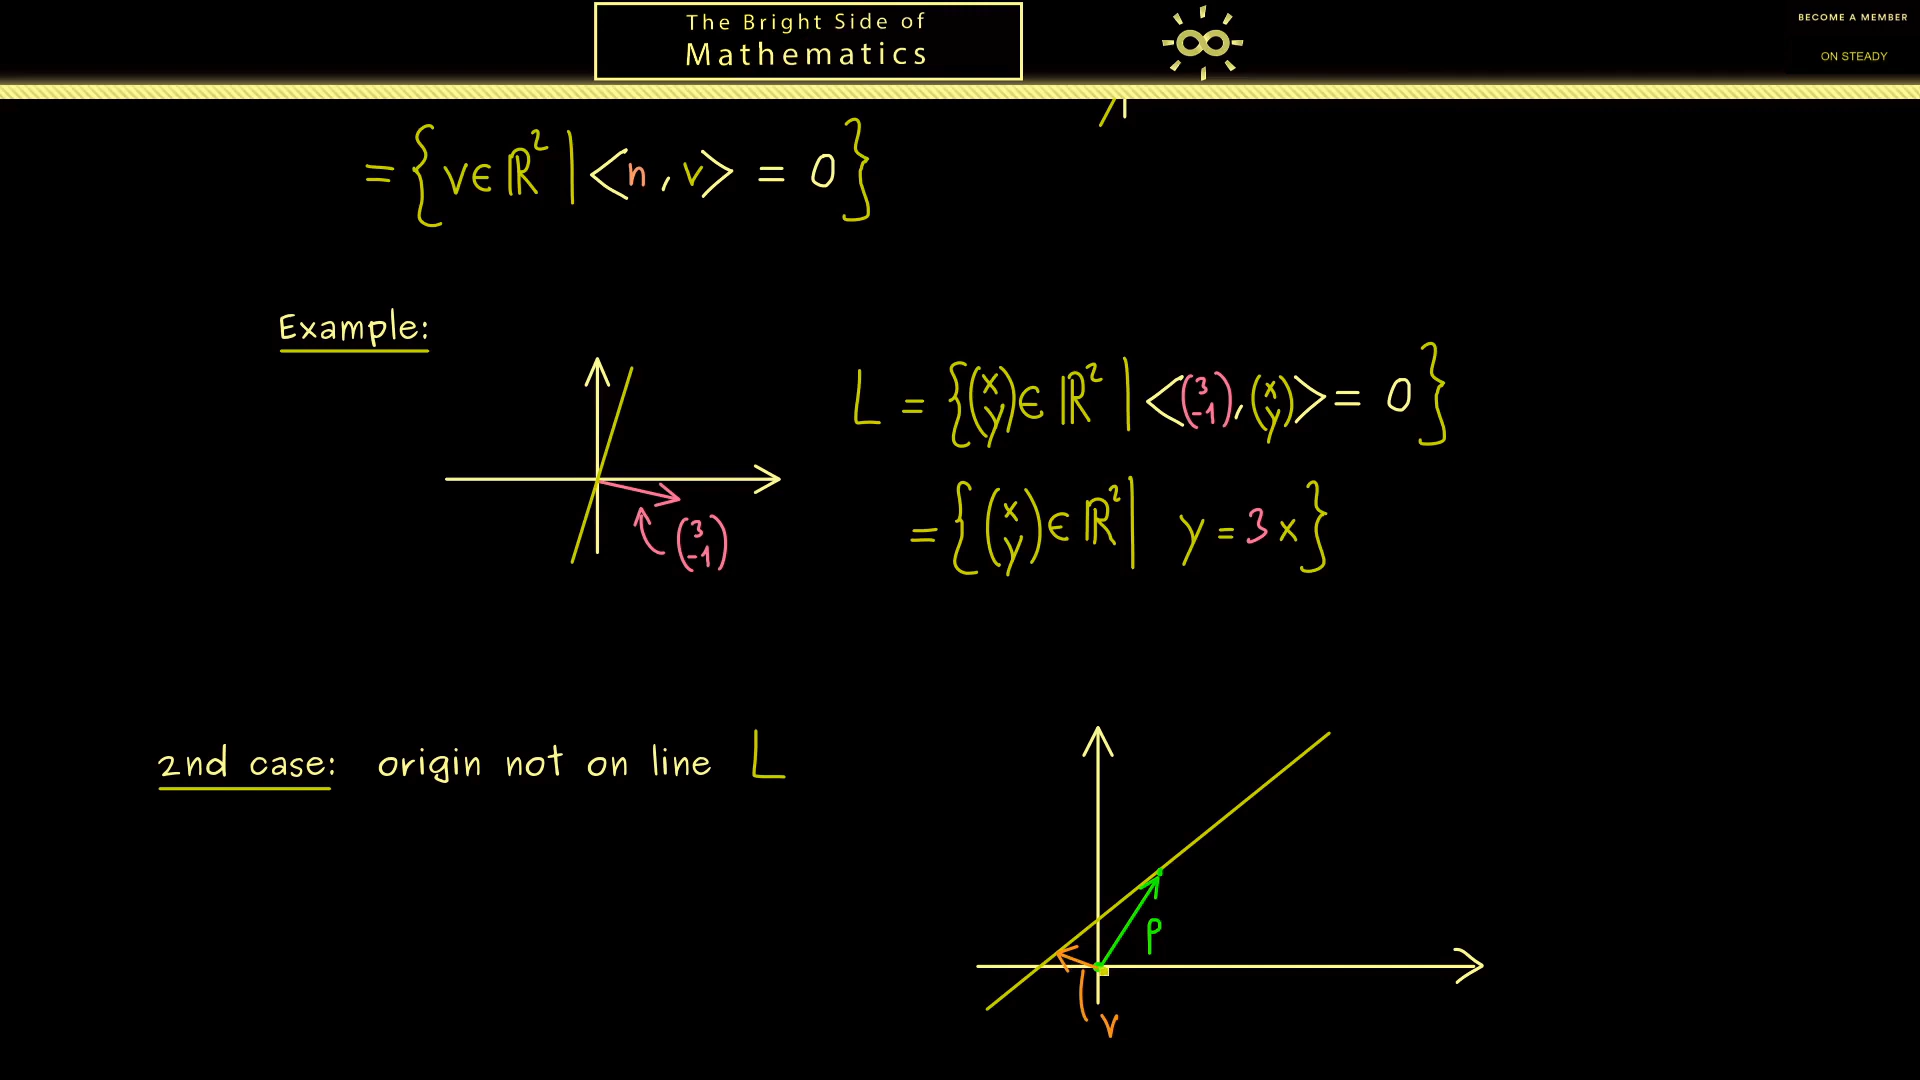 The Bright Side of
Mathematics
BECOME A MEMBER
ON STEADY
= { v ∈ ℝ² | <n, v> = 0 }
Example:
L = { (x y) ∈ ℝ² | <(3 -1), (x y)> = 0 }
= { (x y) ∈ ℝ² | y = 3x }
(3 -1)
2nd case: origin not on line L
p
v